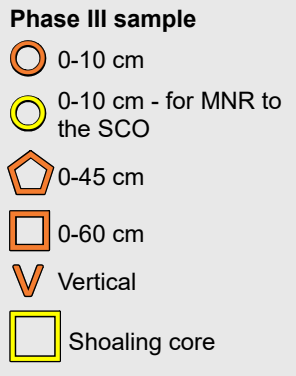 Phase III sample
0-10 cm
0-10 cm - for MNR to
the SCO
0-45 cm
0-60 cm
Vertical
Shoaling core